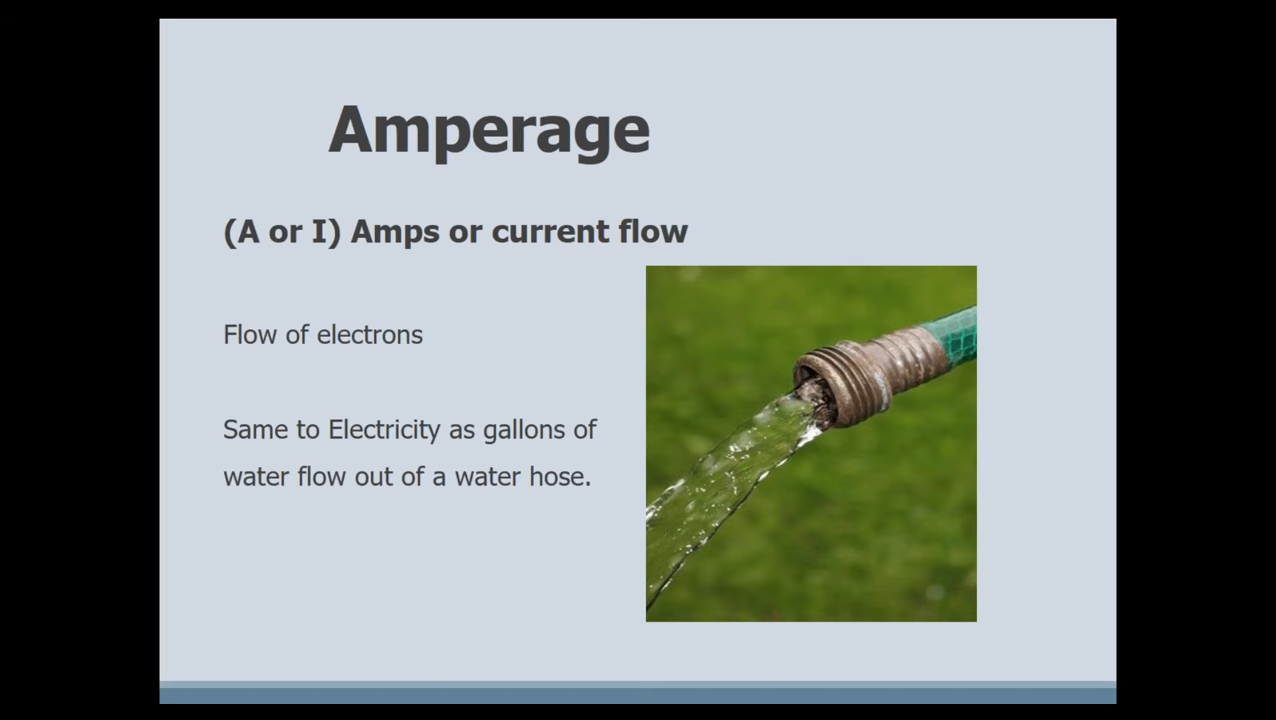 Amperage
(A or I) Amps or current flow
Flow of electrons
Same to Electricity as gallons of
water flow out of a water hose.